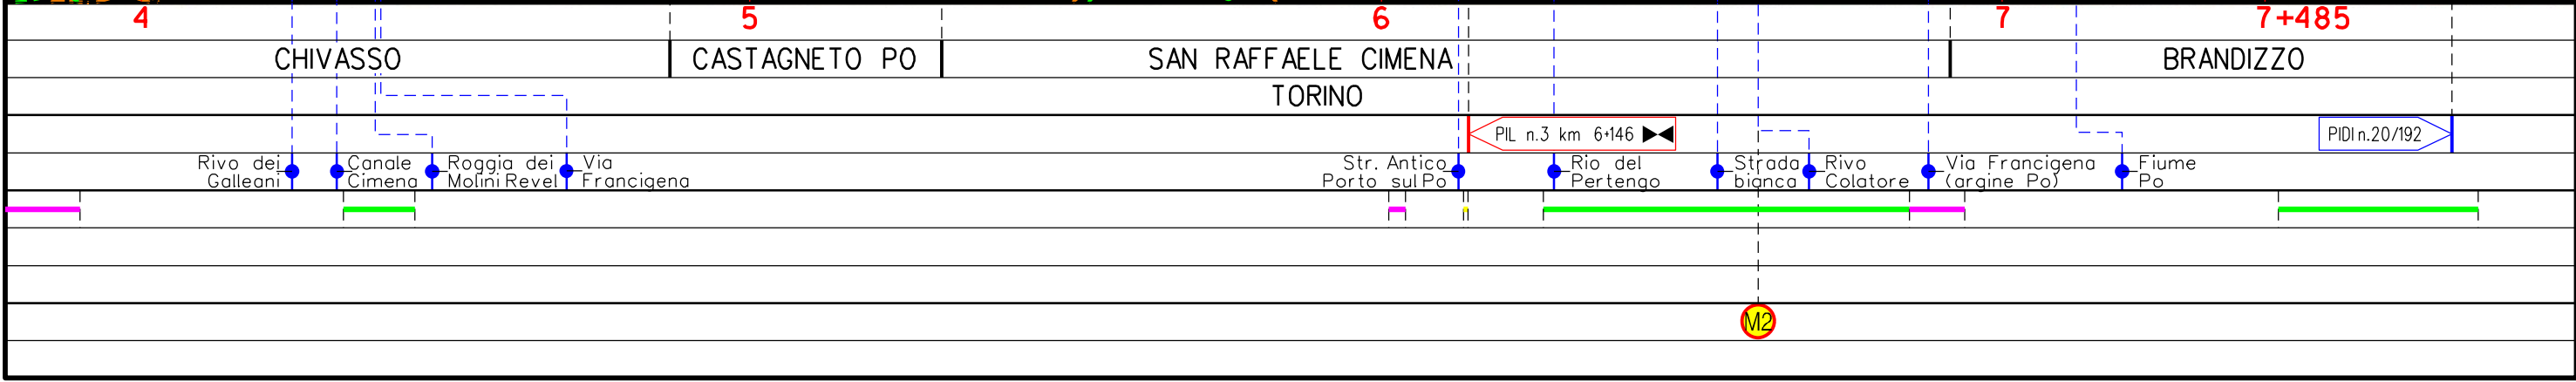 4 5 6 7 7+485
CHIVASSO CASTAGNETO PO SAN RAFFAELE CIMENA BRANDIZZO
TORINO
PIL n.3 km 6+146 PIDI n.20/192
Rivo dei Galleani
Canale Cimena
Roggia dei Molini Revel
Via Francigena
Str. Antico Porto sul Po
Rio del Pertengo
Strada bianca
Rivo Colatore
Via Francigena (argine Po)
Fiume Po
M2